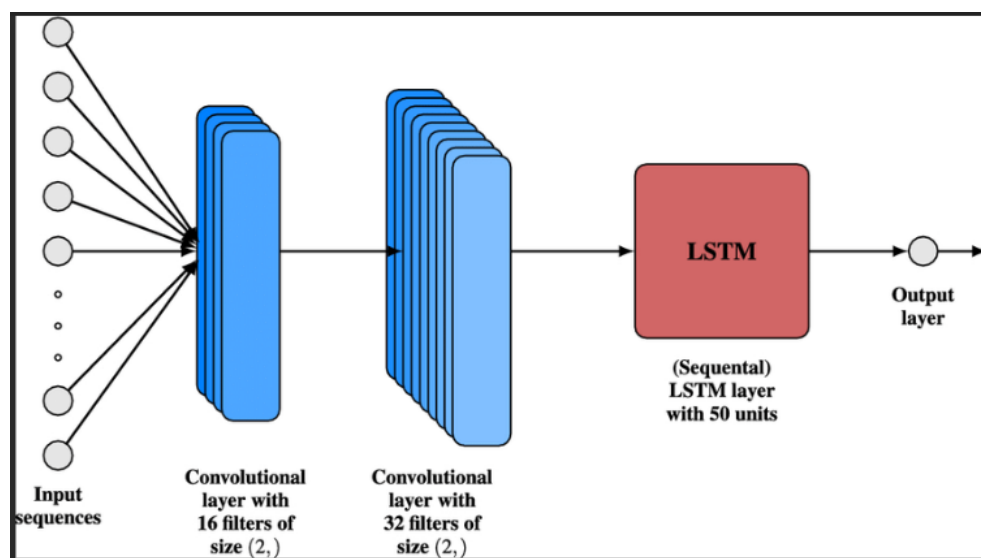 Input
sequences
Convolutional
layer with
16 filters of
size (2,)
Convolutional
layer with
32 filters of
size (2,)
LSTM
(Sequental)
LSTM layer
with 50 units
Output
layer